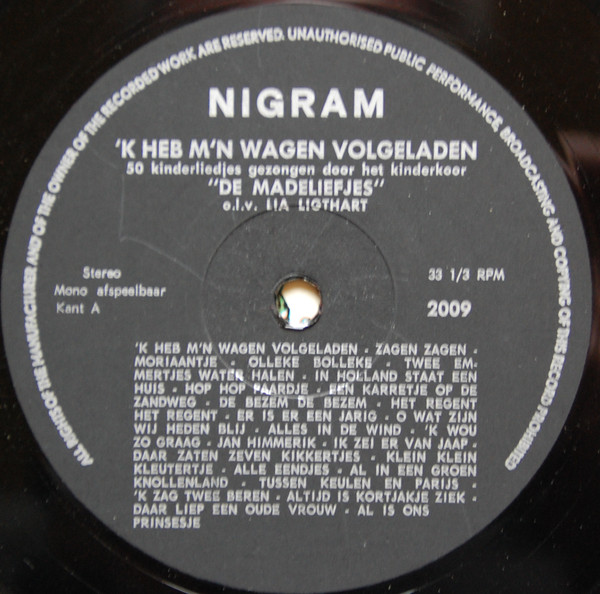 ALL RIGHTS OF THE MANUFACTURER AND OF THE OWNER OF THE RECORDED WORK ARE RESERVED. UNAUTHORISED PUBLIC PERFORMANCE, BROADCASTING AND COPYING OF THIS RECORD PROHIBITED
NIGRAM
'K HEB M'N WAGEN VOLGELADEN
50 kinderliedjes gezongen door het kinderkoor
"DE MADELIEFJES"
o.l.v. LIA LIGTHART
Stereo
Mono afspeelbaar
Kant A
33 1/3 RPM
2009
'K HEB M'N WAGEN VOLGELADEN - ZAGEN ZAGEN -
MORIAANTJE - OLLEKE BOLLEKE - TWEE EM-
MERTJES WATER HALEN - IN HOLLAND STAAT EEN
HUIS - HOP HOP PAARDJE - EEN KARRETJE OP DE
ZANDWEG - DE BEZEM DE BEZEM - HET REGENT
HET REGENT - ER IS ER EEN JARIG - O WAT ZIJN
WIJ HEDEN BLIJ - ALLES IN DE WIND - 'K WOU
ZO GRAAG - JAN HIMMERIK - IK ZEI ER VAN JAAP -
DAAR ZATEN ZEVEN KIKKERTJES - KLEIN KLEIN
KLEUTERTJE - ALLE EENDJES - AL IN EEN GROEN
KNOLLENLAND - TUSSEN KEULEN EN PARIJS -
'K ZAG TWEE BEREN - ALTIJD IS KORTJAKJE ZIEK -
DAAR LIEP EEN OUDE VROUW - AL IS ONS
PRINSESJE